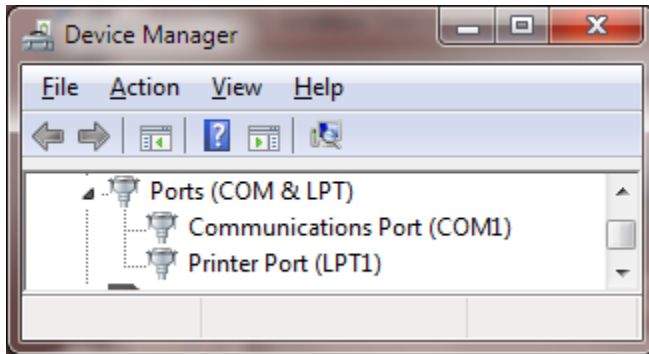 Device Manager
File Action View Help
Ports (COM & LPT)
Communications Port (COM1)
Printer Port (LPT1)